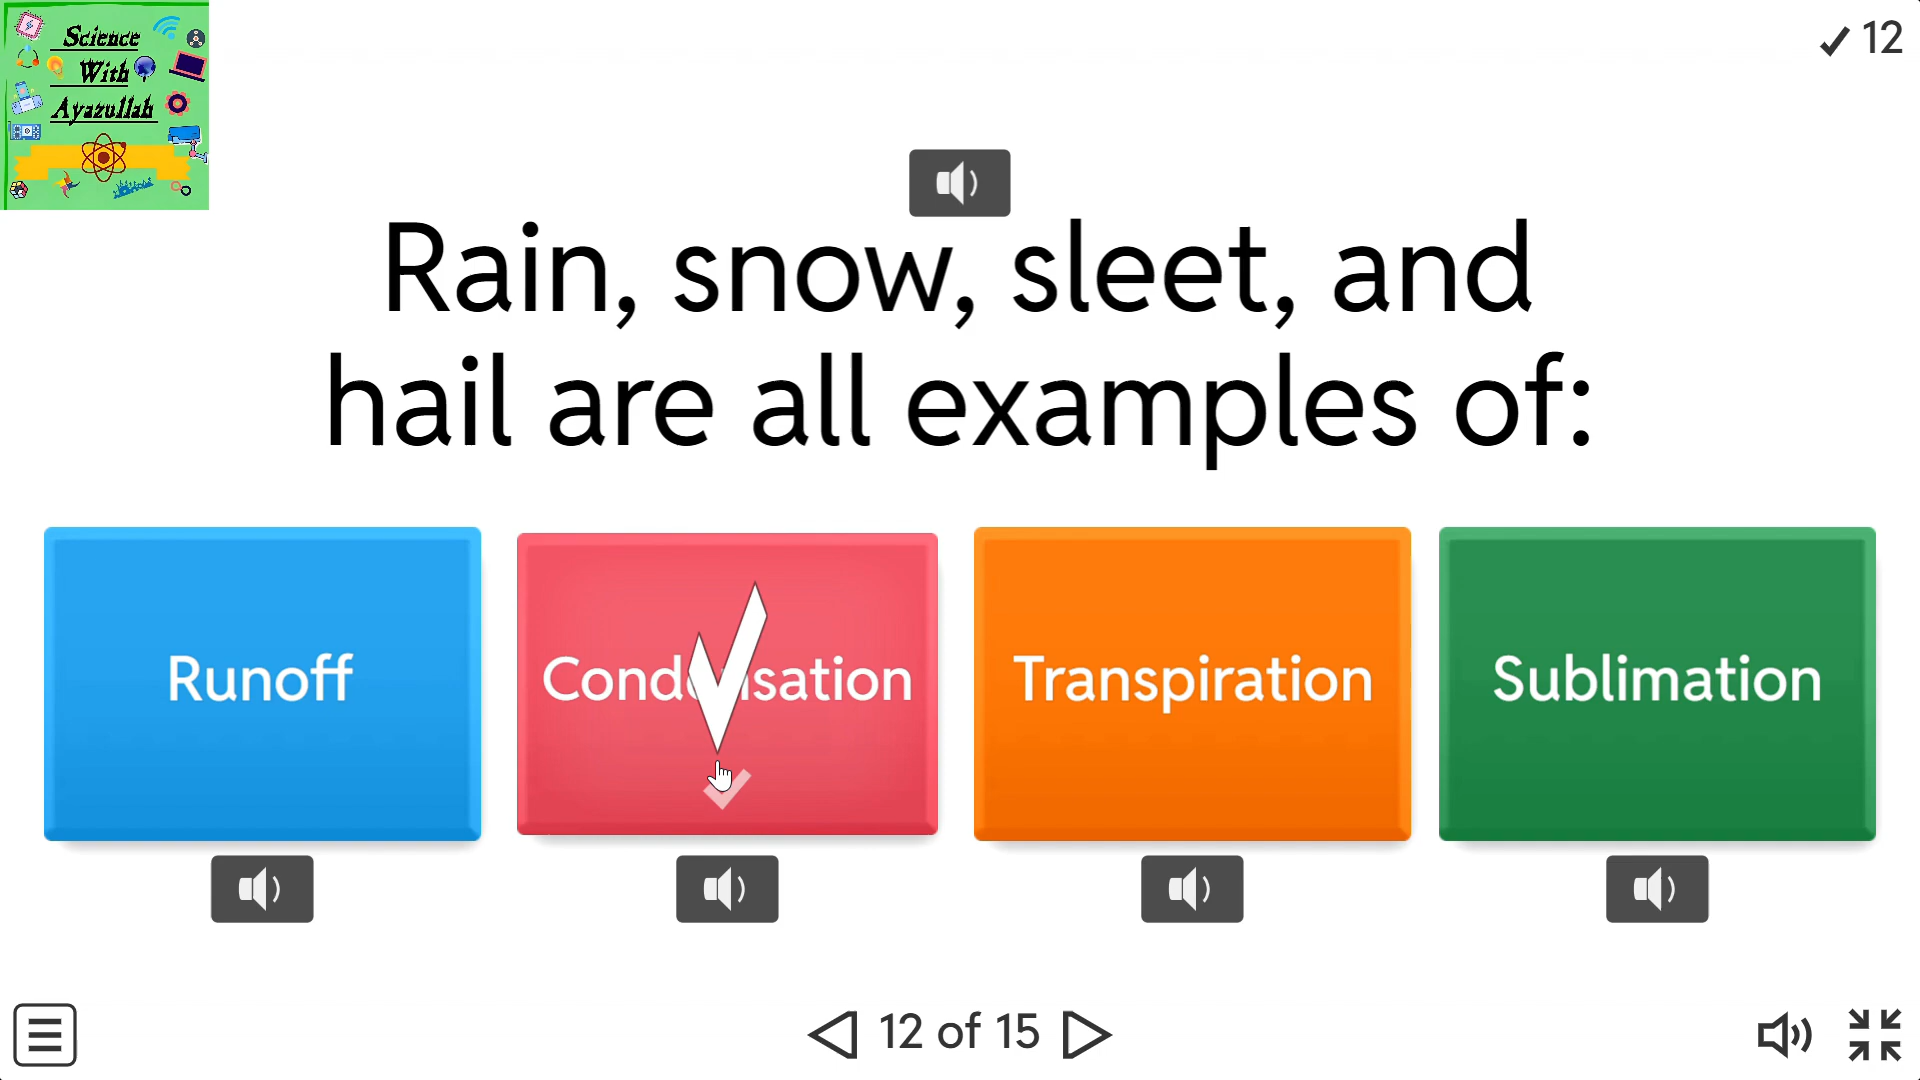 Science
With
Ayazullah
12
Rain, snow, sleet, and
hail are all examples of:
Runoff
Condensation
Transpiration
Sublimation
12 of 15